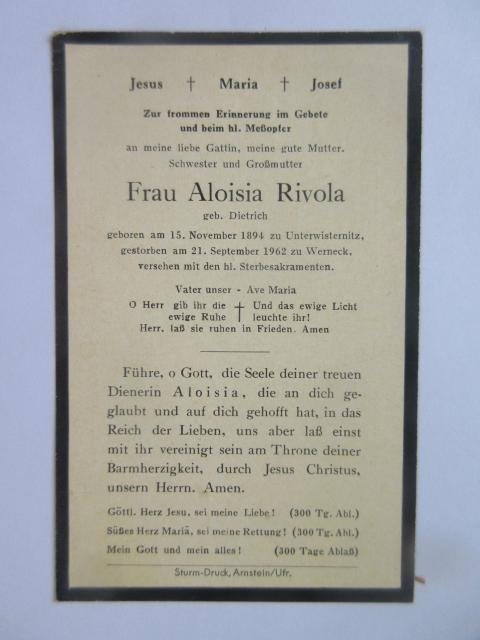 Jesus † Maria † Josef
Zur frommen Erinnerung im Gebete
und beim hl. Meßopfer
an meine liebe Gattin, meine gute Mutter.
Schwester und Großmutter
Frau Aloisia Rivola
geb. Dietrich
geboren am 15. November 1894 zu Unterwisternitz,
gestorben am 21. September 1962 zu Werneck,
versehen mit den hl. Sterbesakramenten.
Vater unser - Ave Maria
O Herr gib ihr die † Und das ewige Licht
ewige Ruhe leuchte ihr!
Herr. laß sie ruhen in Frieden. Amen
Führe, o Gott, die Seele deiner treuen
Dienerin Aloisia, die an dich ge-
glaubt und auf dich gehofft hat, in das
Reich der Lieben, uns aber laß einst
mit ihr vereinigt sein am Throne deiner
Barmherzigkeit, durch Jesus Christus,
unsern Herrn. Amen.
Göttl. Herz Jesu, sei meine Liebe! (300 Tg. Abl.)
Süßes Herz Mariä, sei meine Rettung! (300 Tg. Abl.)
Mein Gott und mein alles! (300 Tage Ablaß)
Sturm-Druck, Arnstein/Ufr.